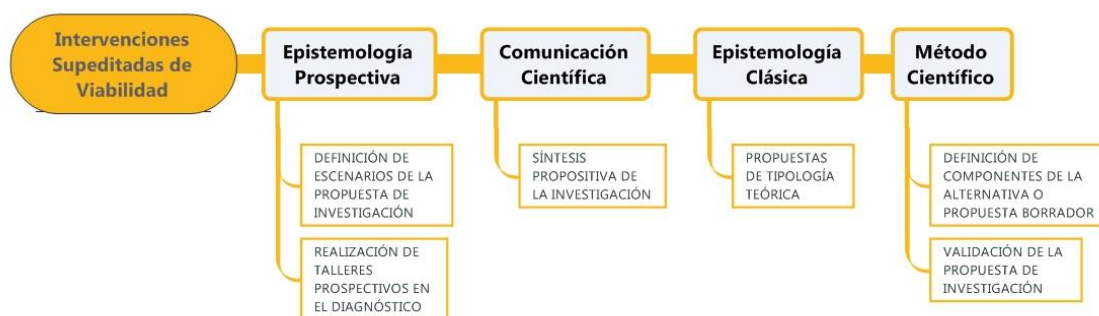 Intervenciones
Supeditadas de
Viabilidad
Epistemología
Prospectiva
DEFINICIÓN DE
ESCENARIOS DE LA
PROPUESTA DE
INVESTIGACIÓN
REALIZACIÓN DE
TALLERES
PROSPECTIVOS EN
EL DIAGNÓSTICO
Comunicación
Científica
SÍNTESIS
PROPOSITIVA DE
LA INVESTIGACIÓN
Epistemología
Clásica
PROPUESTAS
DE TIPOLOGÍA
TEÓRICA
Método
Científico
DEFINICIÓN DE
COMPONENTES DE LA
ALTERNATIVA O
PROPUESTA BORRADOR
VALIDACIÓN DE LA
PROPUESTA DE
INVESTIGACIÓN